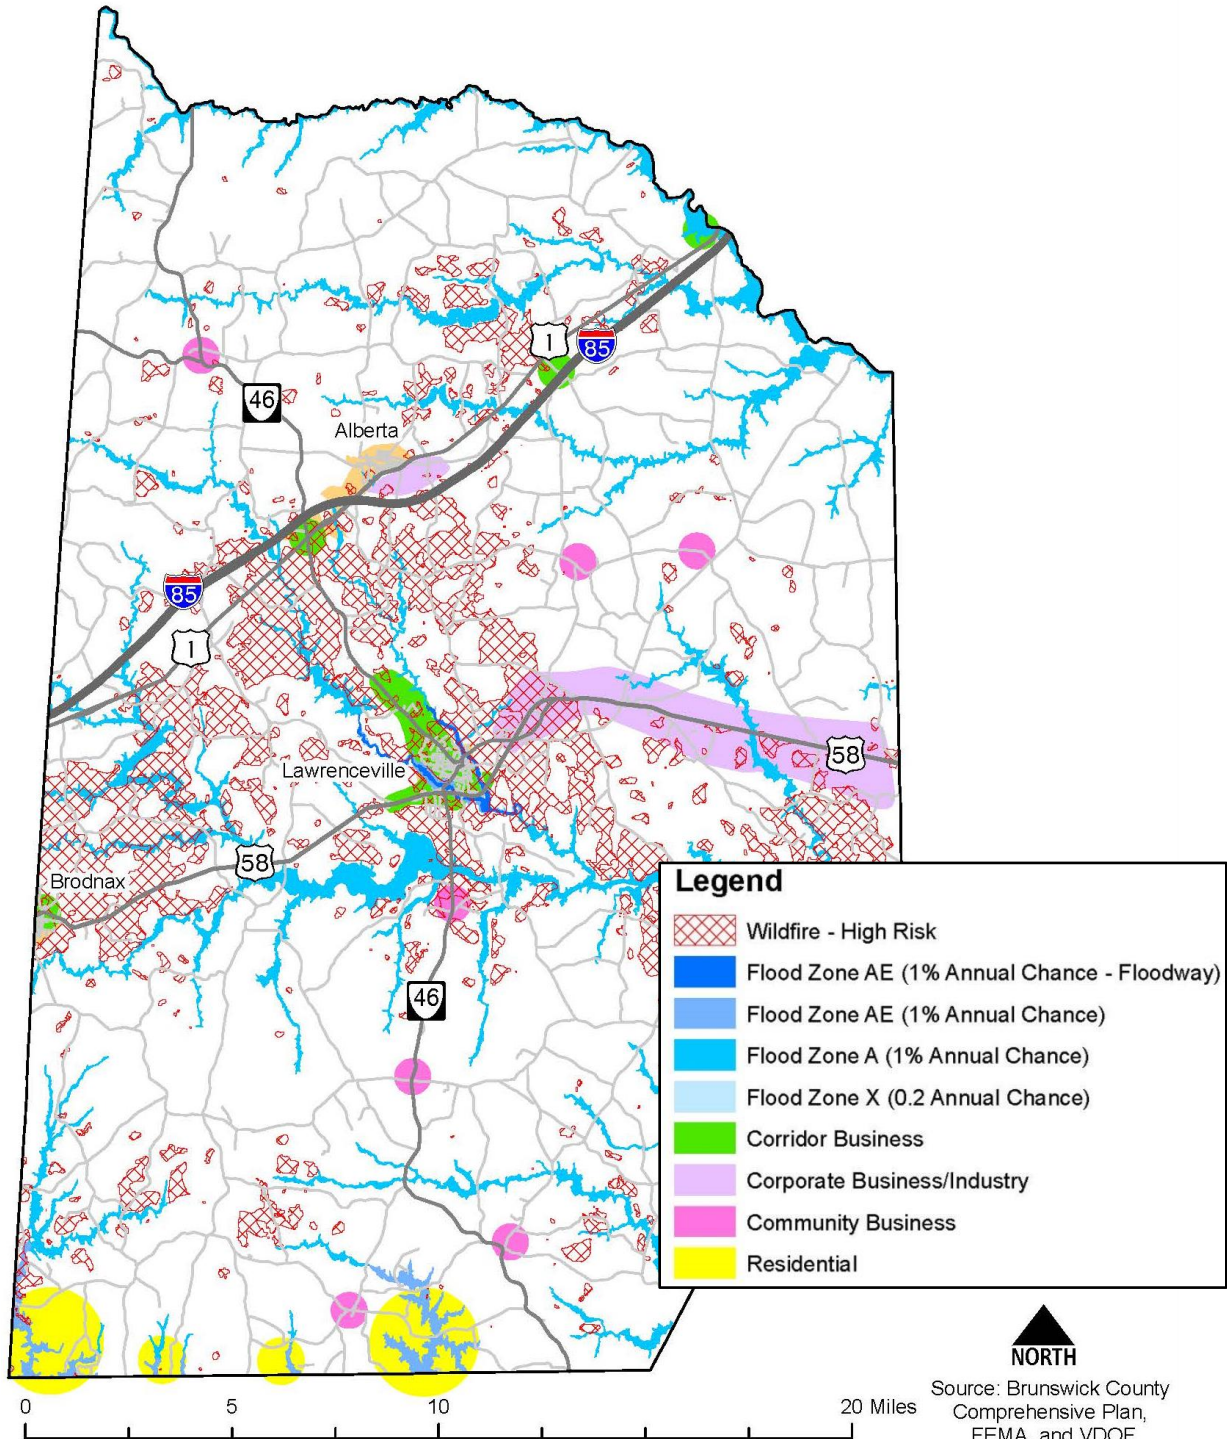 1
85
46
Alberta
85
1
58
Lawrenceville
58
Brodnax
46
Legend
Wildfire - High Risk
Flood Zone AE (1% Annual Chance - Floodway)
Flood Zone AE (1% Annual Chance)
Flood Zone A (1% Annual Chance)
Flood Zone X (0.2 Annual Chance)
Corridor Business
Corporate Business/Industry
Community Business
Residential
NORTH
0 5 10 20 Miles
Source: Brunswick County
Comprehensive Plan,
FEMA, and VDOF